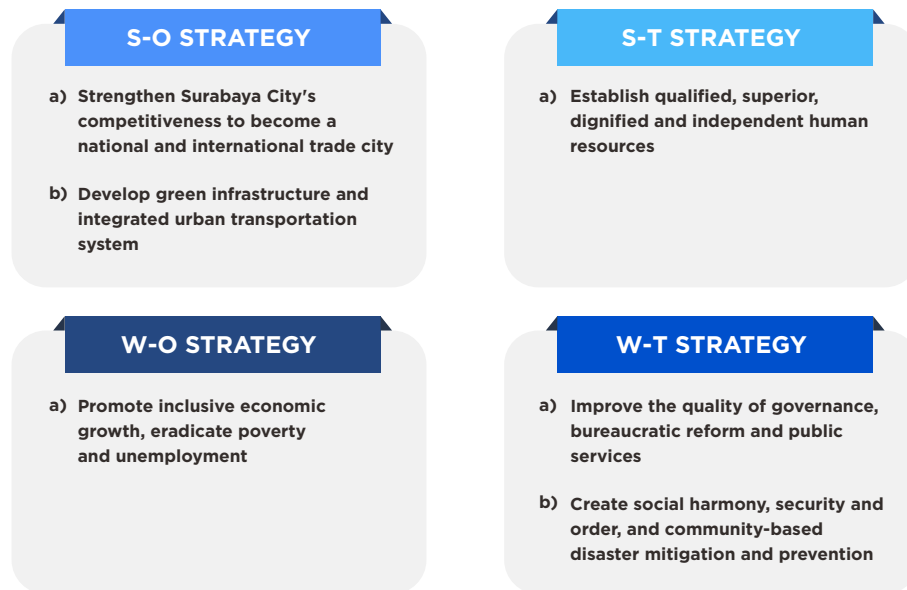 S-O STRATEGY
a) Strengthen Surabaya City's
competitiveness to become a
national and international trade city
b) Develop green infrastructure and
integrated urban transportation
system
S-T STRATEGY
a) Establish qualified, superior,
dignified and independent human
resources
W-O STRATEGY
a) Promote inclusive economic
growth, eradicate poverty
and unemployment
W-T STRATEGY
a) Improve the quality of governance,
bureaucratic reform and public
services
b) Create social harmony, security and
order, and community-based
disaster mitigation and prevention